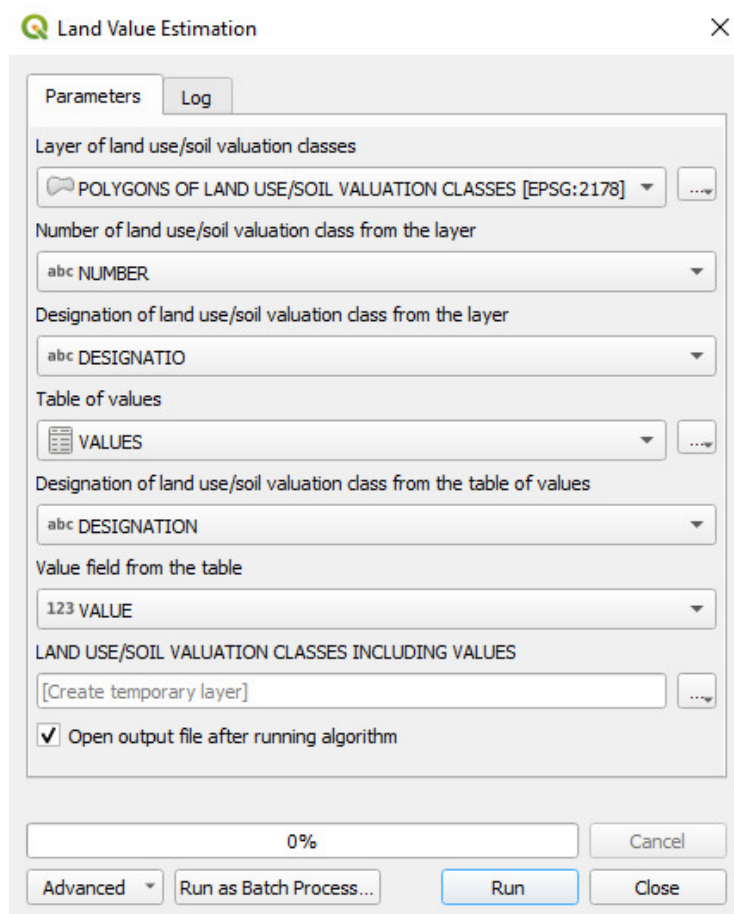 Land Value Estimation
Parameters
Log
Layer of land use/soil valuation classes
POLYGONS OF LAND USE/SOIL VALUATION CLASSES [EPSG:2178]
...
Number of land use/soil valuation class from the layer
abc NUMBER
Designation of land use/soil valuation class from the layer
abc DESIGNATIO
Table of values
VALUES
...
Designation of land use/soil valuation class from the table of values
abc DESIGNATION
Value field from the table
123 VALUE
LAND USE/SOIL VALUATION CLASSES INCLUDING VALUES
[Create temporary layer]
...
Open output file after running algorithm
0%
Cancel
Advanced
Run as Batch Process...
Run
Close